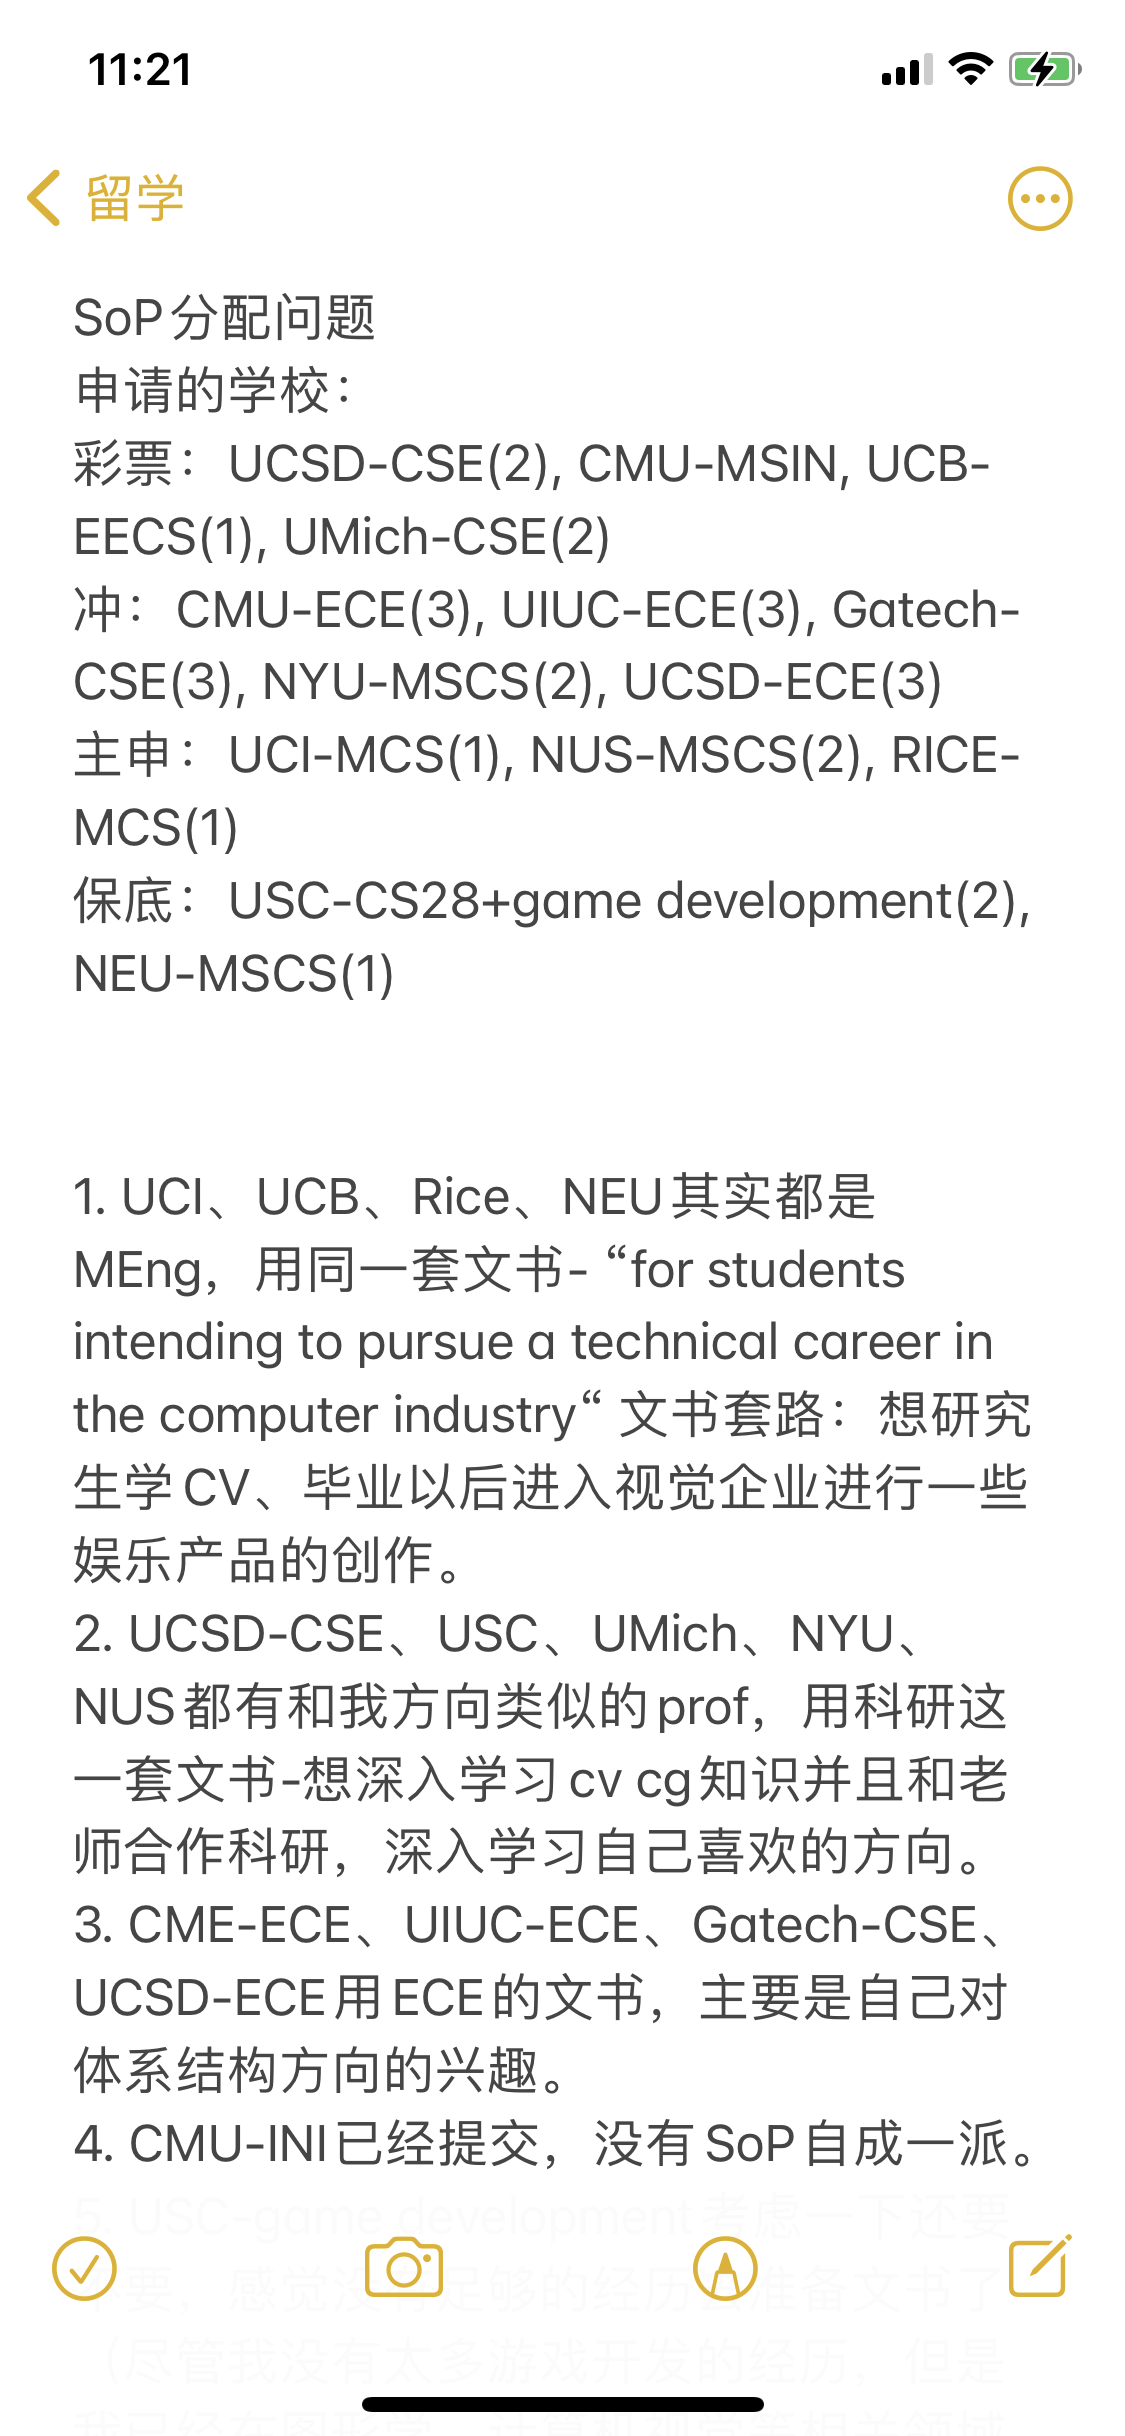 11:21
留学
SoP分配问题
申请的学校：
彩票：UCSD-CSE(2), CMU-MSIN, UCB-
EECS(1), UMich-CSE(2)
冲：CMU-ECE(3), UIUC-ECE(3), Gatech-
CSE(3), NYU-MSCS(2), UCSD-ECE(3)
主申：UCI-MCS(1), NUS-MSCS(2), RICE-
MCS(1)
保底：USC-CS28+game development(2),
NEU-MSCS(1)
1. UCI、UCB、Rice、NEU其实都是
MEng，用同一套文书- “for students
intending to pursue a technical career in
the computer industry“ 文书套路：想研究
生学CV、毕业以后进入视觉企业进行一些
娱乐产品的创作。
2. UCSD-CSE、USC、UMich、NYU、
NUS都有和我方向类似的prof，用科研这
一套文书-想深入学习cv cg知识并且和老
师合作科研，深入学习自己喜欢的方向。
3. CME-ECE、UIUC-ECE、Gatech-CSE、
UCSD-ECE用ECE的文书，主要是自己对
体系结构方向的兴趣。
4. CMU-INI已经提交，没有SoP自成一派。
5. USC-game development考虑一下还要
要，感觉没 足够的经历 准备文书了
（尽管我没有太多游戏开发的经历，但是